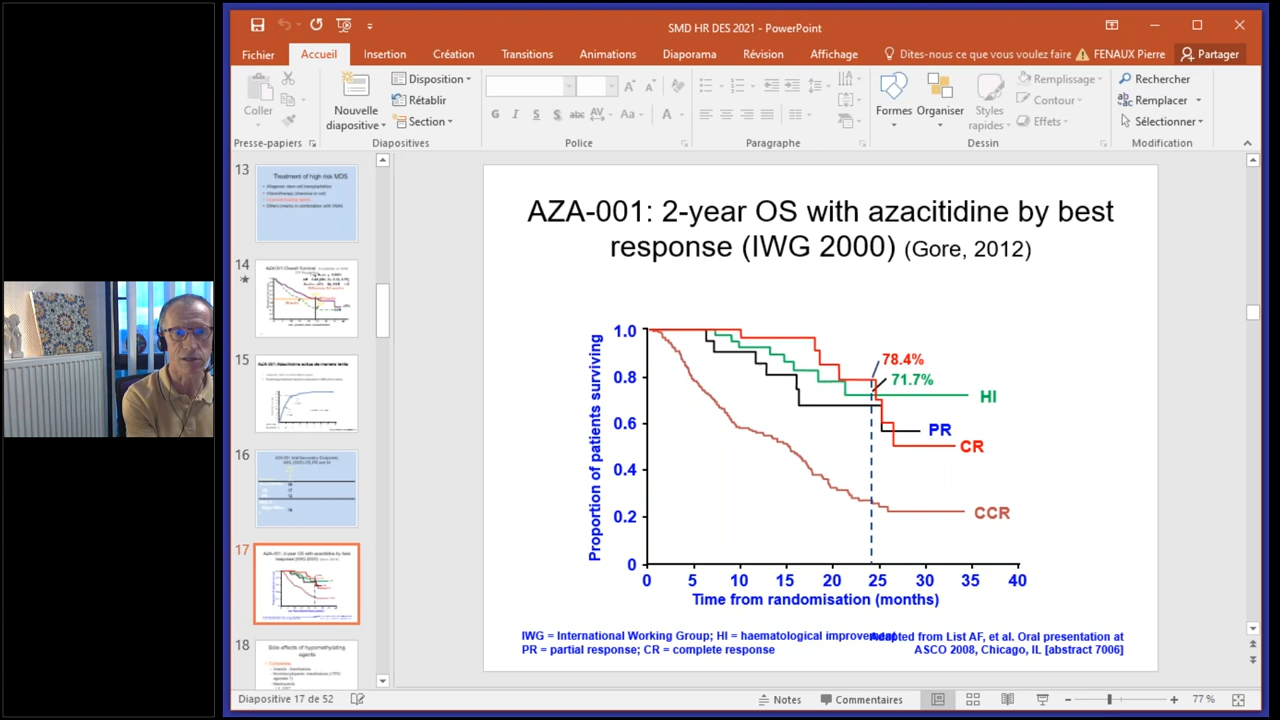 SMD HR DES 2021 - PowerPoint
Fichier Accueil Insertion Création Transitions Animations Diaporama Révision Affichage Dites-nous ce que vous voulez faire FENAUX Pierre Partager
Coller
Nouvelle
diapositive
Disposition
Rétablir
Section
G I S S abc AV Aa A
Formes Organiser Styles
rapides
Remplissage
Contour
Effets
Rechercher
Remplacer
Sélectionner
Presse-papiers Diapositives Police Paragraphe Dessin Modification
13
Treatment of high risk MDS
14
15
16
17
18
Side effects of hypomethylating
agents
AZA-001: 2-year OS with azacitidine by best
response (IWG 2000) (Gore, 2012)
Proportion of patients surviving
1.0
0.8
0.6
0.4
0.2
0
78.4%
71.7%
HI
PR
CR
CCR
0 5 10 15 20 25 30 35 40
Time from randomisation (months)
IWG = International Working Group; HI = haematological
PR = partial response; CR = complete response
Adapted from List AF, et al. Oral presentation at
ASCO 2008, Chicago, IL [abstract 7006]
Diapositive 17 de 52
Notes Commentaires 77 %